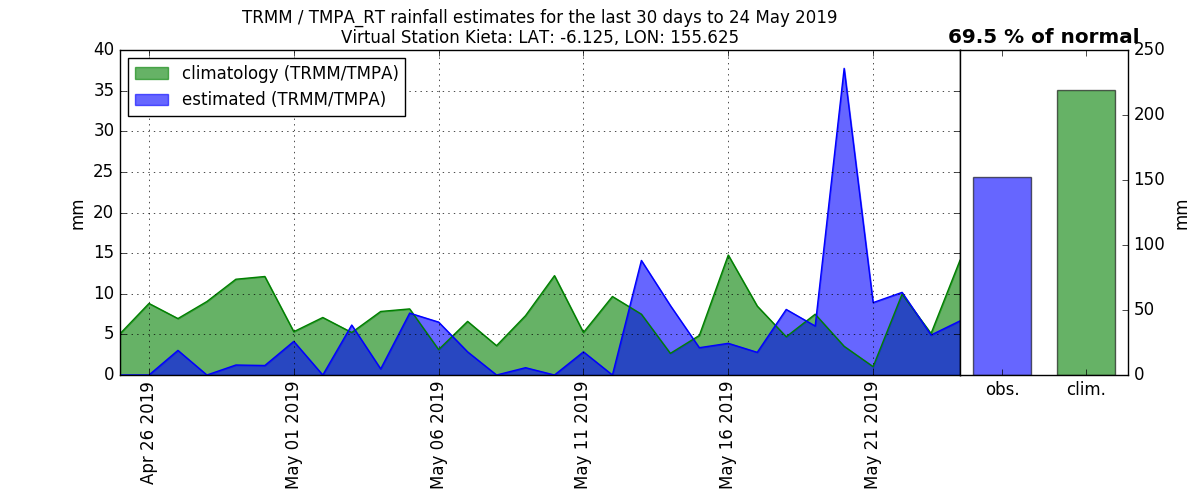 TRMM / TMPA_RT rainfall estimates for the last 30 days to 24 May 2019
Virtual Station Kieta: LAT: -6.125, LON: 155.625
69.5 % of normal
climatology (TRMM/TMPA)
estimated (TRMM/TMPA)
40
35
30
25
20
15
10
5
0
mm
Apr 26 2019
May 01 2019
May 06 2019
May 11 2019
May 16 2019
May 21 2019
250
200
150
100
50
0
mm
obs.
clim.